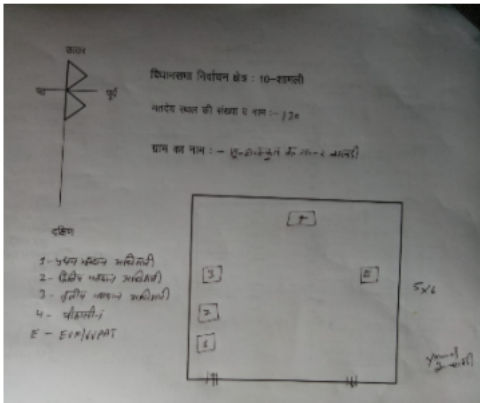 उत्तर
पूर्व
विधानसभा निर्वाचन क्षेत्र : 10-शामली
मतदेय स्थल की संख्या व नाम :- 120
ग्राम का नाम :-
दक्षिण
1 - प्रथम मतदान अधिकारी
2 - द्वितीय मतदान अधिकारी
3 - तृतीय मतदान अधिकारी
4 - पीठासीन
E - EVM/VVPAT
4
3
E
2
1
5x6